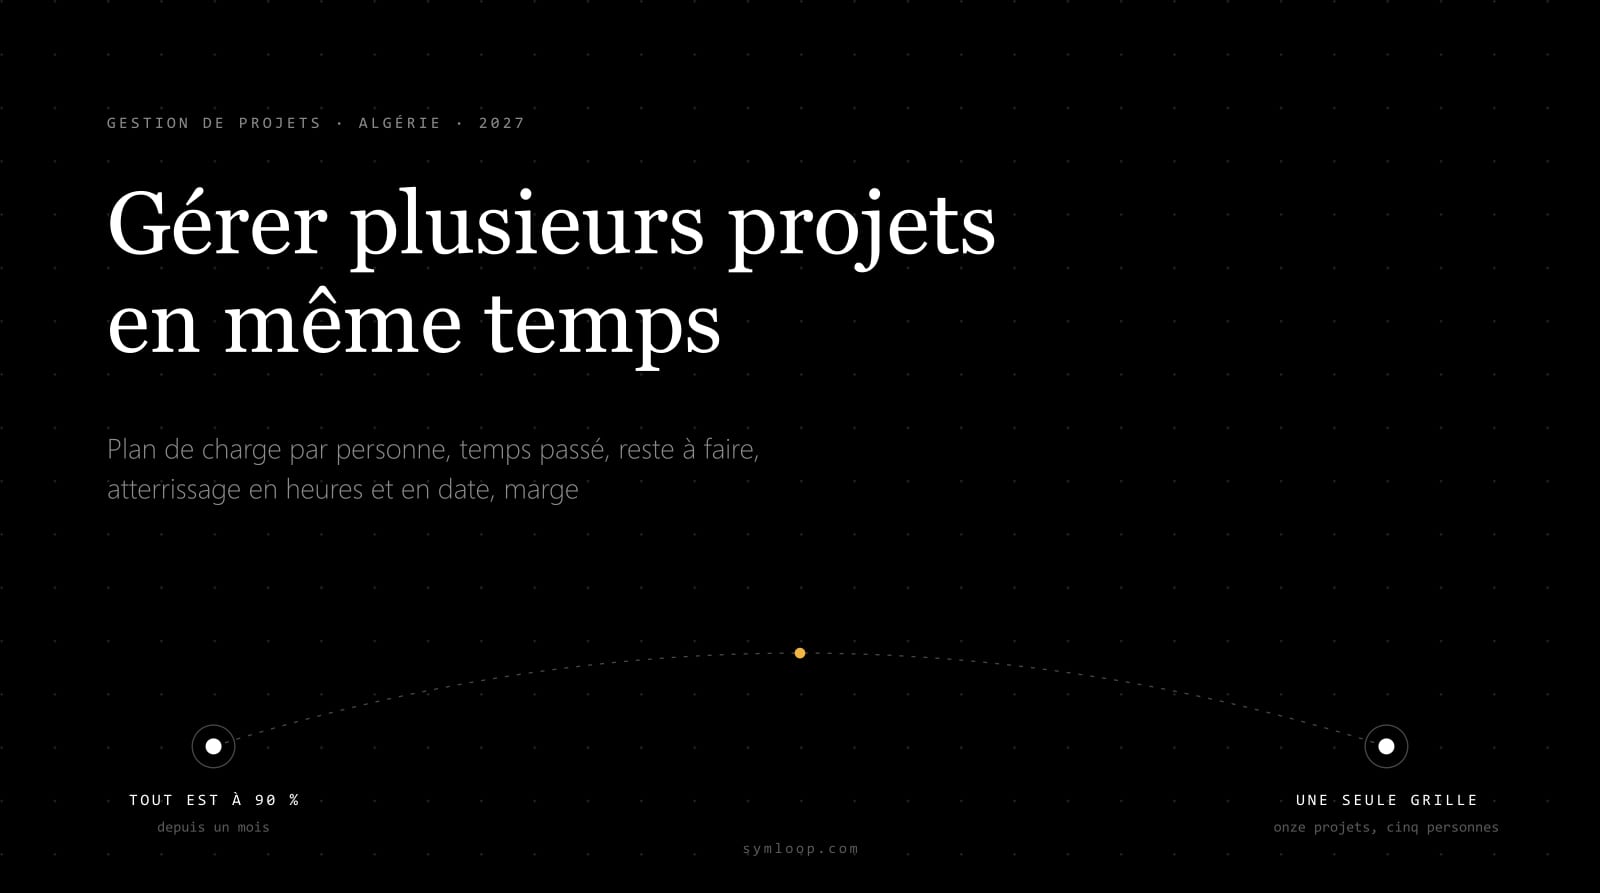 GESTION DE PROJETS · ALGÉRIE · 2027
Gérer plusieurs projets
en même temps
Plan de charge par personne, temps passé, reste à faire,
atterrissage en heures et en date, marge
TOUT EST À 90 %
depuis un mois
UNE SEULE GRILLE
onze projets, cinq personnes
symloop.com